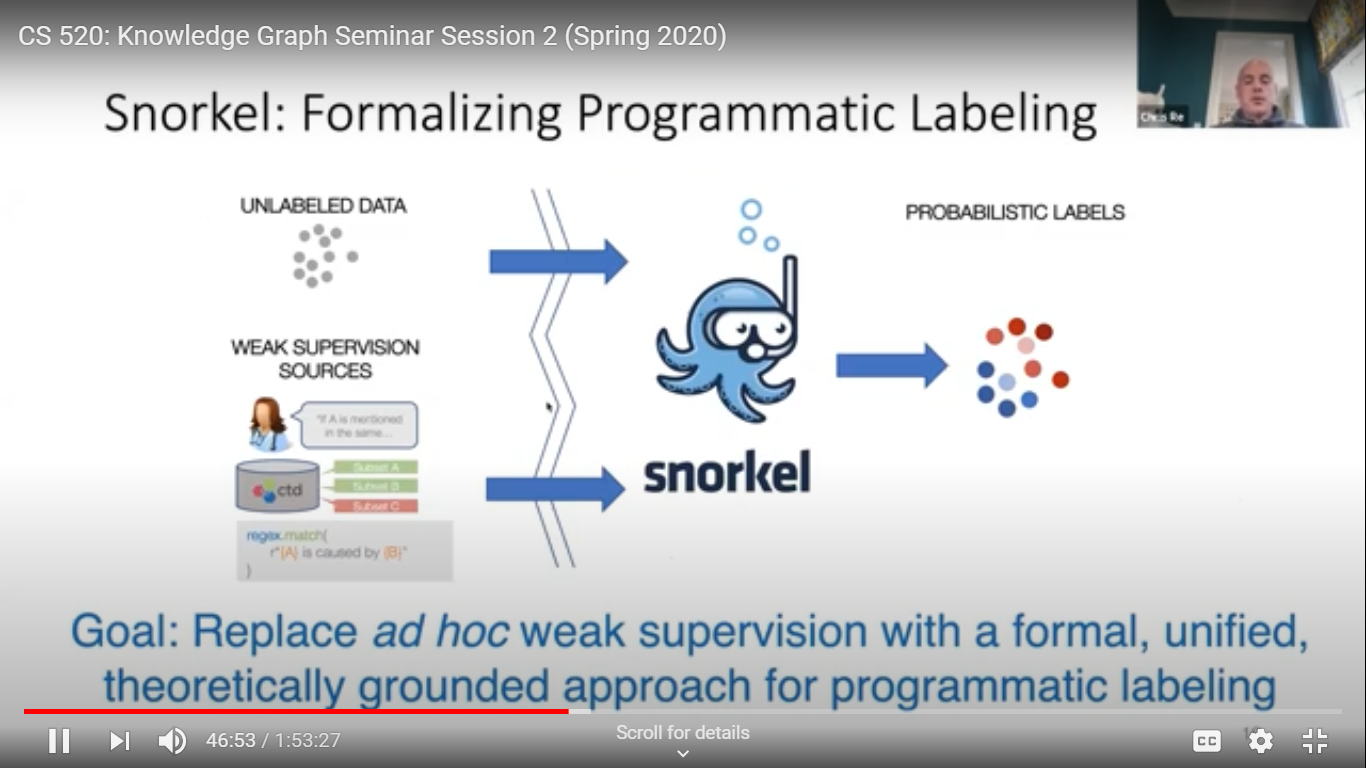 CS 520: Knowledge Graph Seminar Session 2 (Spring 2020)
Chris Re
Snorkel: Formalizing Programmatic Labeling
UNLABELED DATA
PROBABILISTIC LABELS
WEAK SUPERVISION
SOURCES
"If A is mentioned
in the same...
ctd
Subset A
Subset B
Subset C
regex.match(
r"{A} is caused by {B}"
)
snorkel
Goal: Replace ad hoc weak supervision with a formal, unified,
theoretically grounded approach for programmatic labeling
46:53 / 1:53:27
Scroll for details
CC